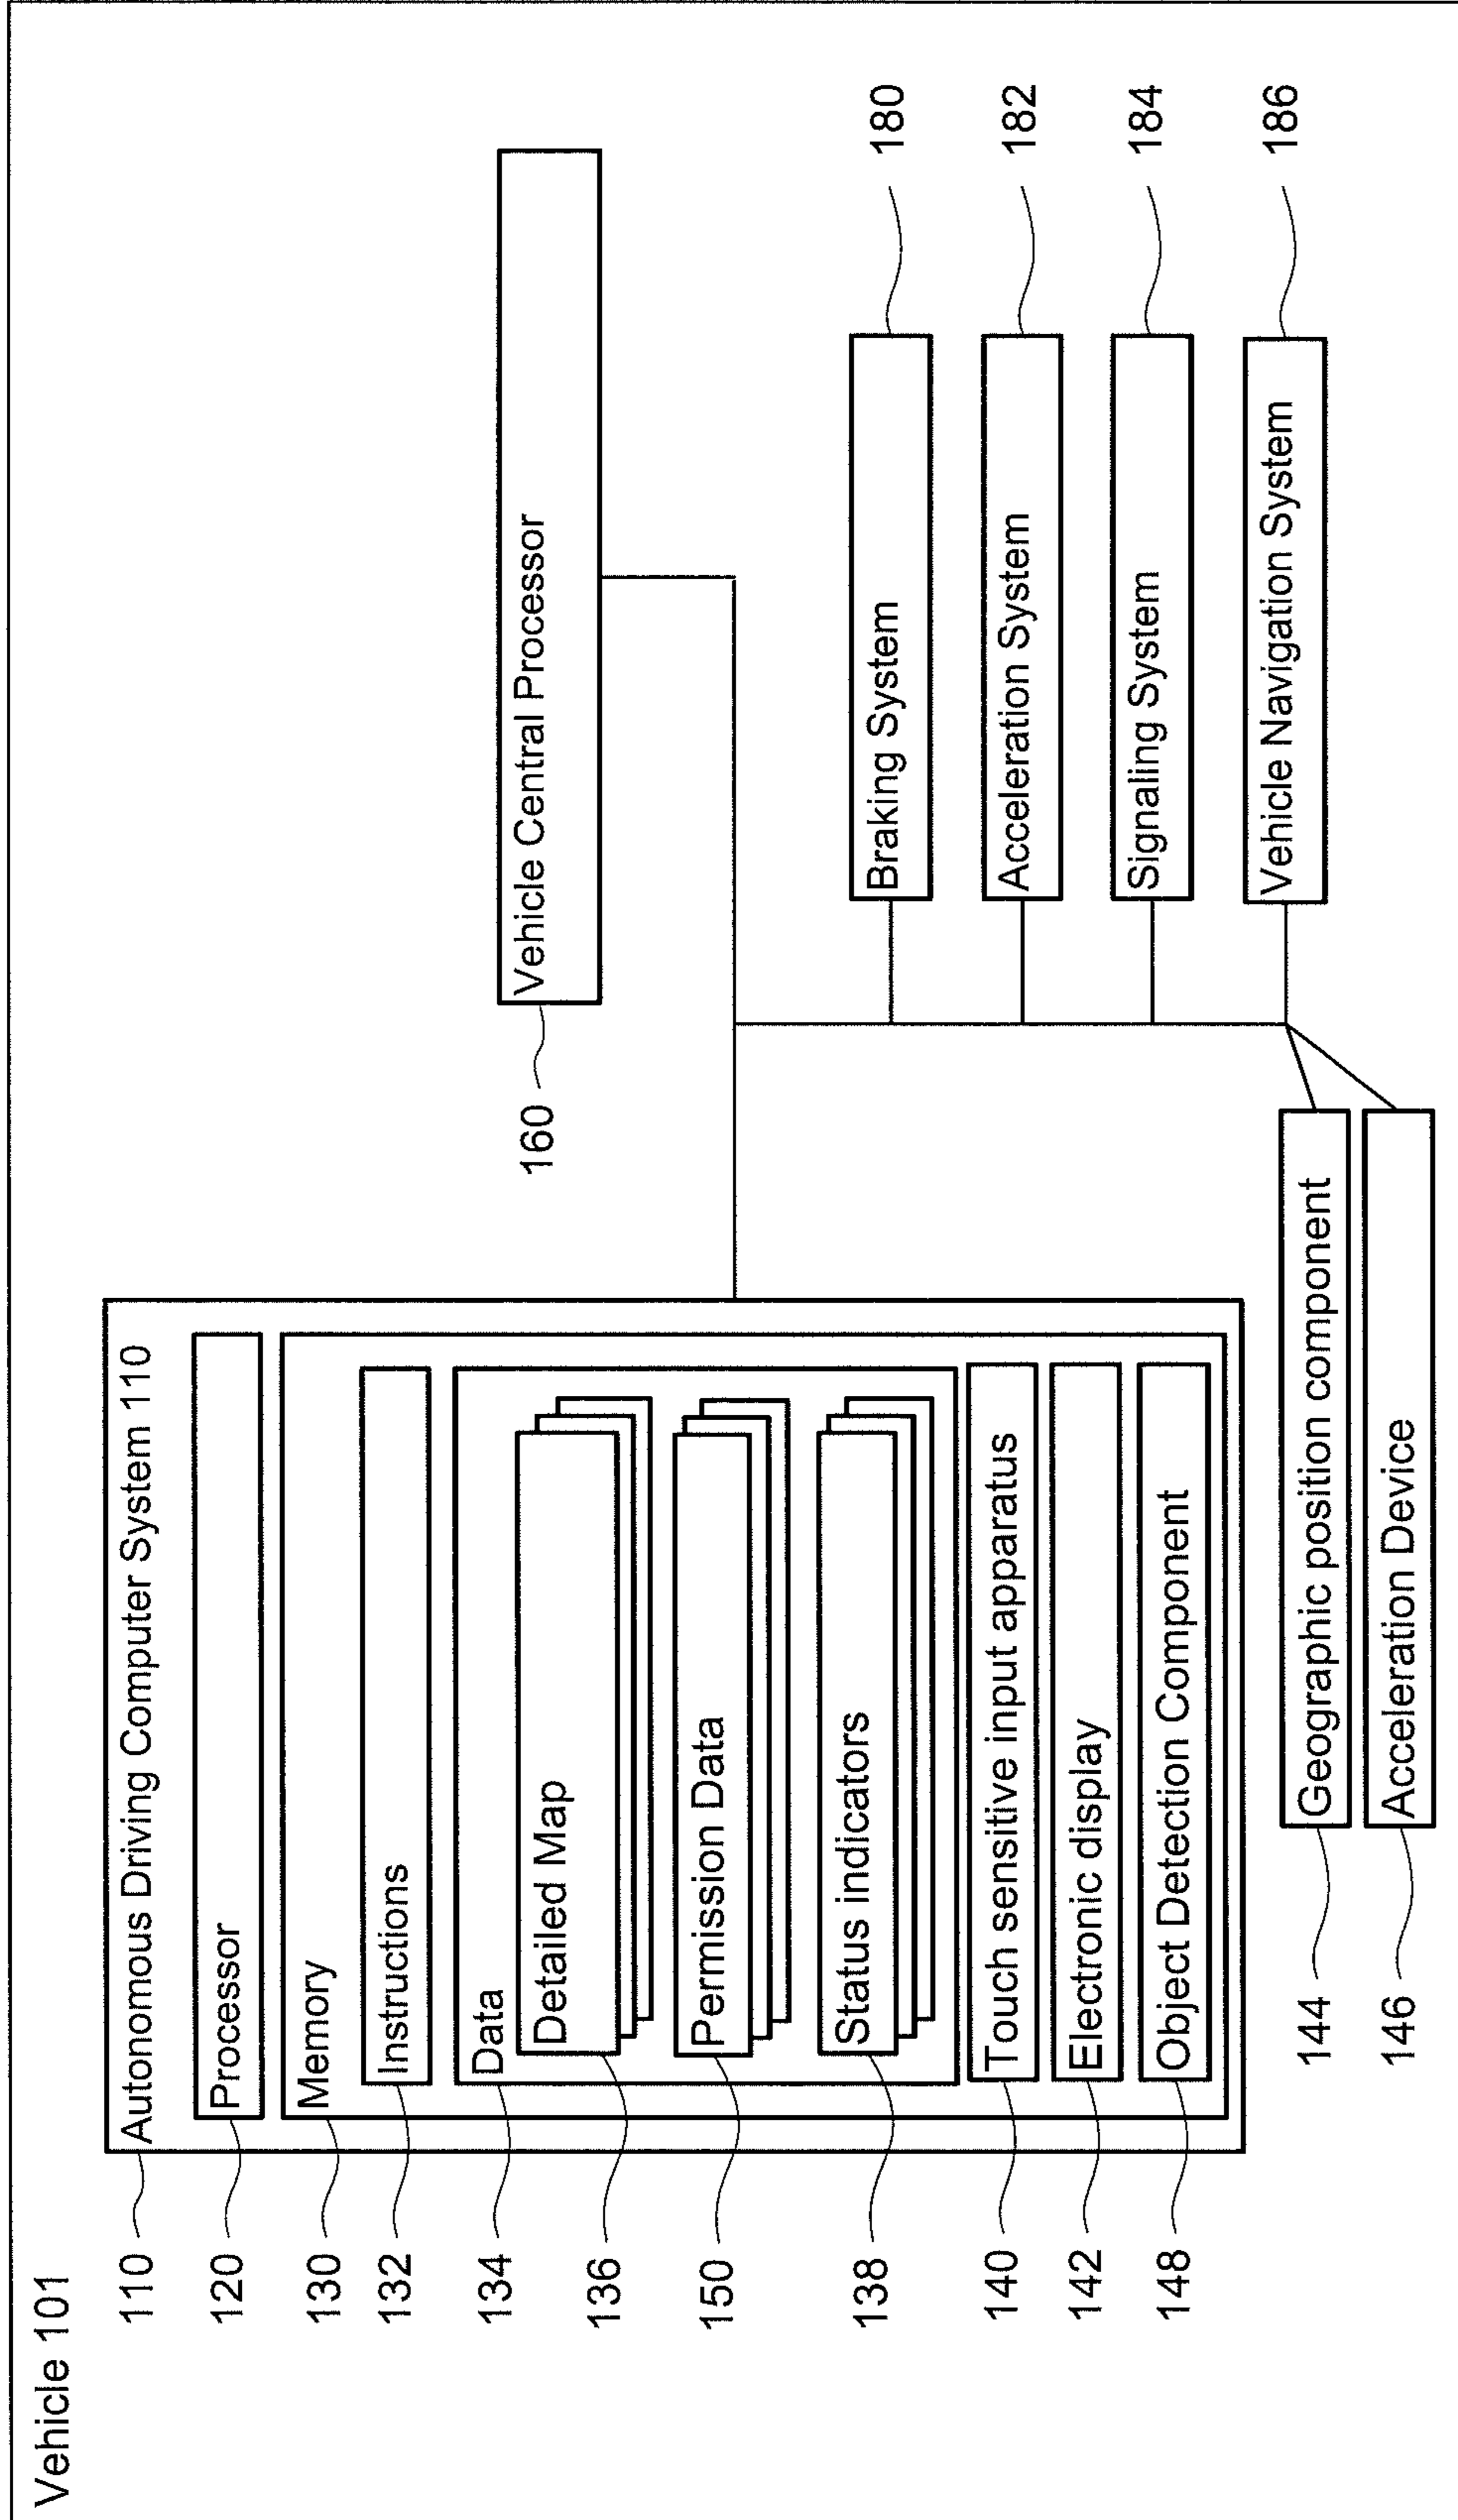 Vehicle 101
110
Autonomous Driving Computer System 110
120
Processor
130
Memory
132
Instructions
134
Data
136
Detailed Map
150
Permission Data
138
Status indicators
140
Touch sensitive input apparatus
142
Electronic display
148
Object Detection Component
144
Geographic position component
146
Acceleration Device
160
Vehicle Central Processor
Braking System
180
Acceleration System
182
Signaling System
184
Vehicle Navigation System
186